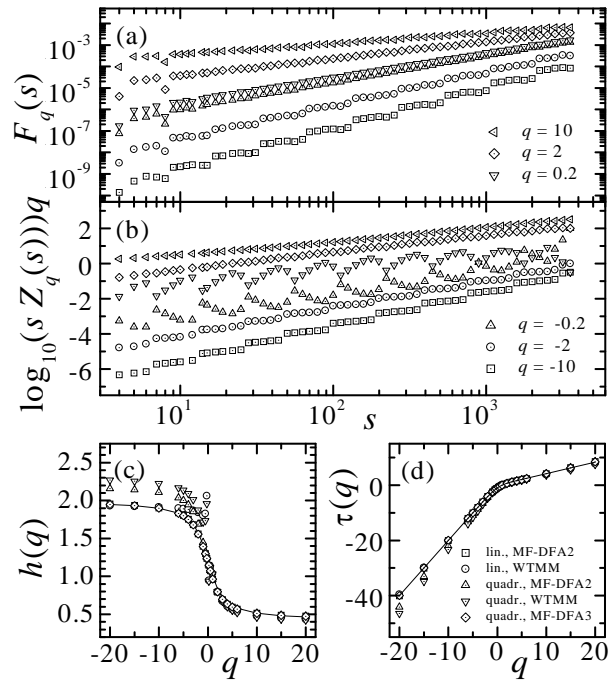 (a)
F_q(s)
10^-3
10^-5
10^-7
10^-9
q = 10
q = 2
q = 0.2
(b)
log_10(s Z_q(s)))q
2
0
-2
-4
-6
q = -0.2
q = -2
q = -10
10^1 10^2 10^3
s
(c)
h(q)
2.5
2.0
1.5
1.0
0.5
-20 -10 0 10 20
q
(d)
τ(q)
0
-20
-40
lin., MF-DFA2
lin., WTMM
quadr., MF-DFA2
quadr., WTMM
quadr., MF-DFA3
-20 -10 0 10 20
q